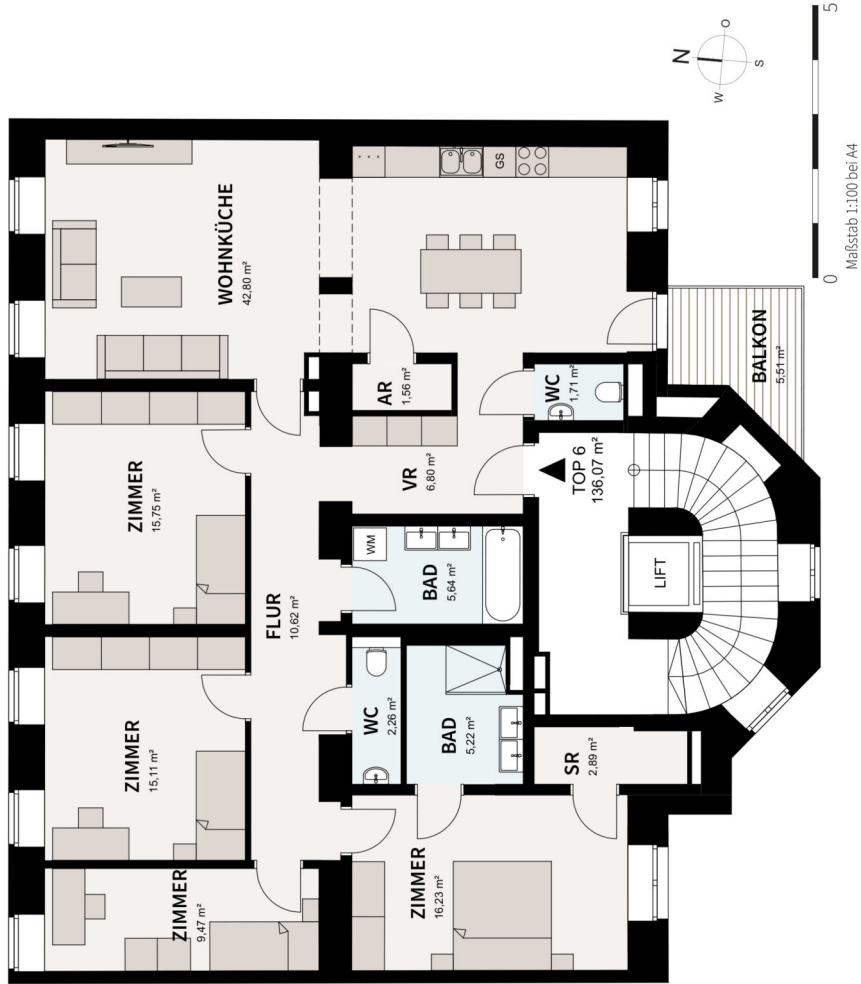 ZIMMER
9,47 m²
ZIMMER
15,11 m²
ZIMMER
15,75 m²
WOHNKÜCHE
42,80 m²
FLUR
10,62 m²
ZIMMER
16,23 m²
WC
2,26 m²
BAD
5,22 m²
WM
BAD
5,64 m²
VR
6,80 m²
AR
1,56 m²
GS
SR
2,89 m²
WC
1,71 m²
TOP 6
136,07 m²
LIFT
BALKON
5,51 m²
N
O
S
W
0
5
Maßstab 1:100 bei A4